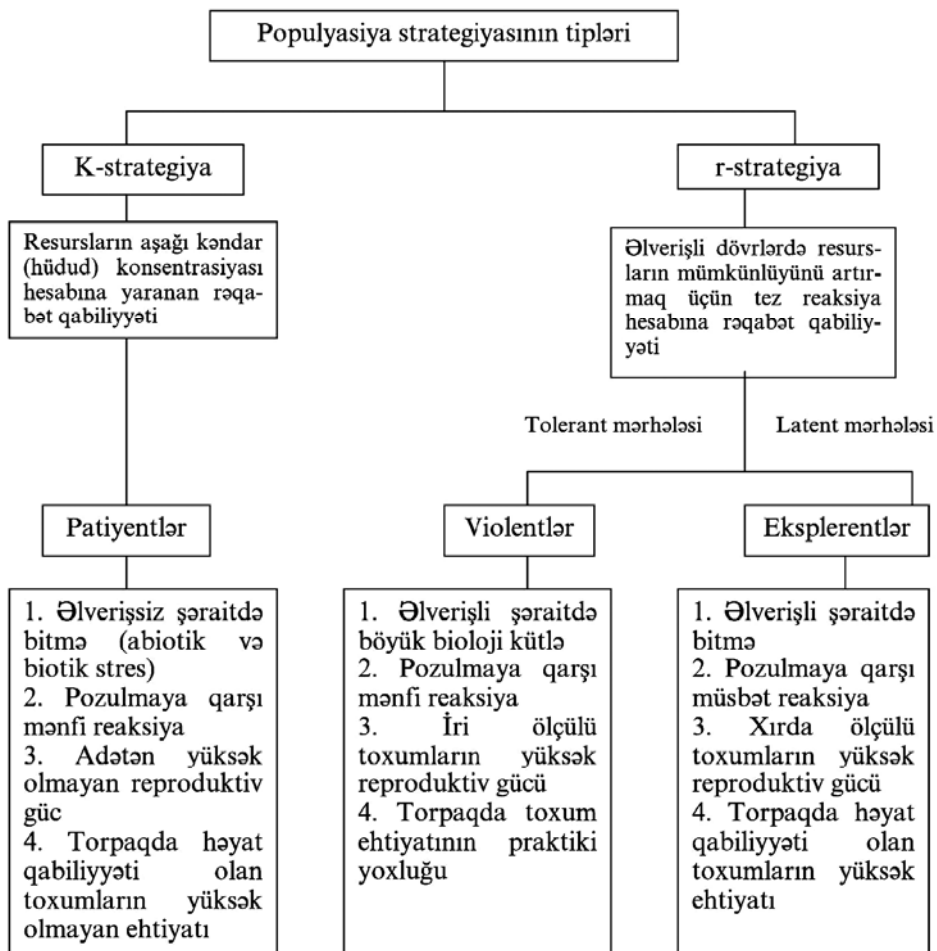 Populyasiya strategiyasının tipləri
K-strategiya
r-strategiya
Resursların aşağı kəndar
(hüdud) konsentrasiyası
hesabına yaranan rəqa-
bət qabiliyyəti
Əlverişli dövrlərdə resurs-
ların mümkünlüyünü artır-
maq üçün tez reaksiya
hesabına rəqabət qabiliy-
yəti
Tolerant mərhələsi
Latent mərhələsi
Patiyentlər
Violentlər
Eksplerentlər
1. Əlverişsiz şəraitdə
bitmə (abiotik və
biotik stres)
2. Pozulmaya qarşı
mənfi reaksiya
3. Adətən yüksək
olmayan reproduktiv
güc
4. Torpaqda həyat
qabiliyyəti olan
toxumların yüksək
olmayan ehtiyatı
1. Əlverişli şəraitdə
böyük bioloji kütlə
2. Pozulmaya qarşı
mənfi reaksiya
3. İri ölçülü
toxumların yüksək
reproduktiv gücü
4. Torpaqda toxum
ehtiyatının praktiki
yoxluğu
1. Əlverişli şəraitdə
bitmə
2. Pozulmaya qarşı
müsbət reaksiya
3. Xırda ölçülü
toxumların yüksək
reproduktiv gücü
4. Torpaqda həyat
qabiliyyəti olan
toxumların yüksək
ehtiyatı